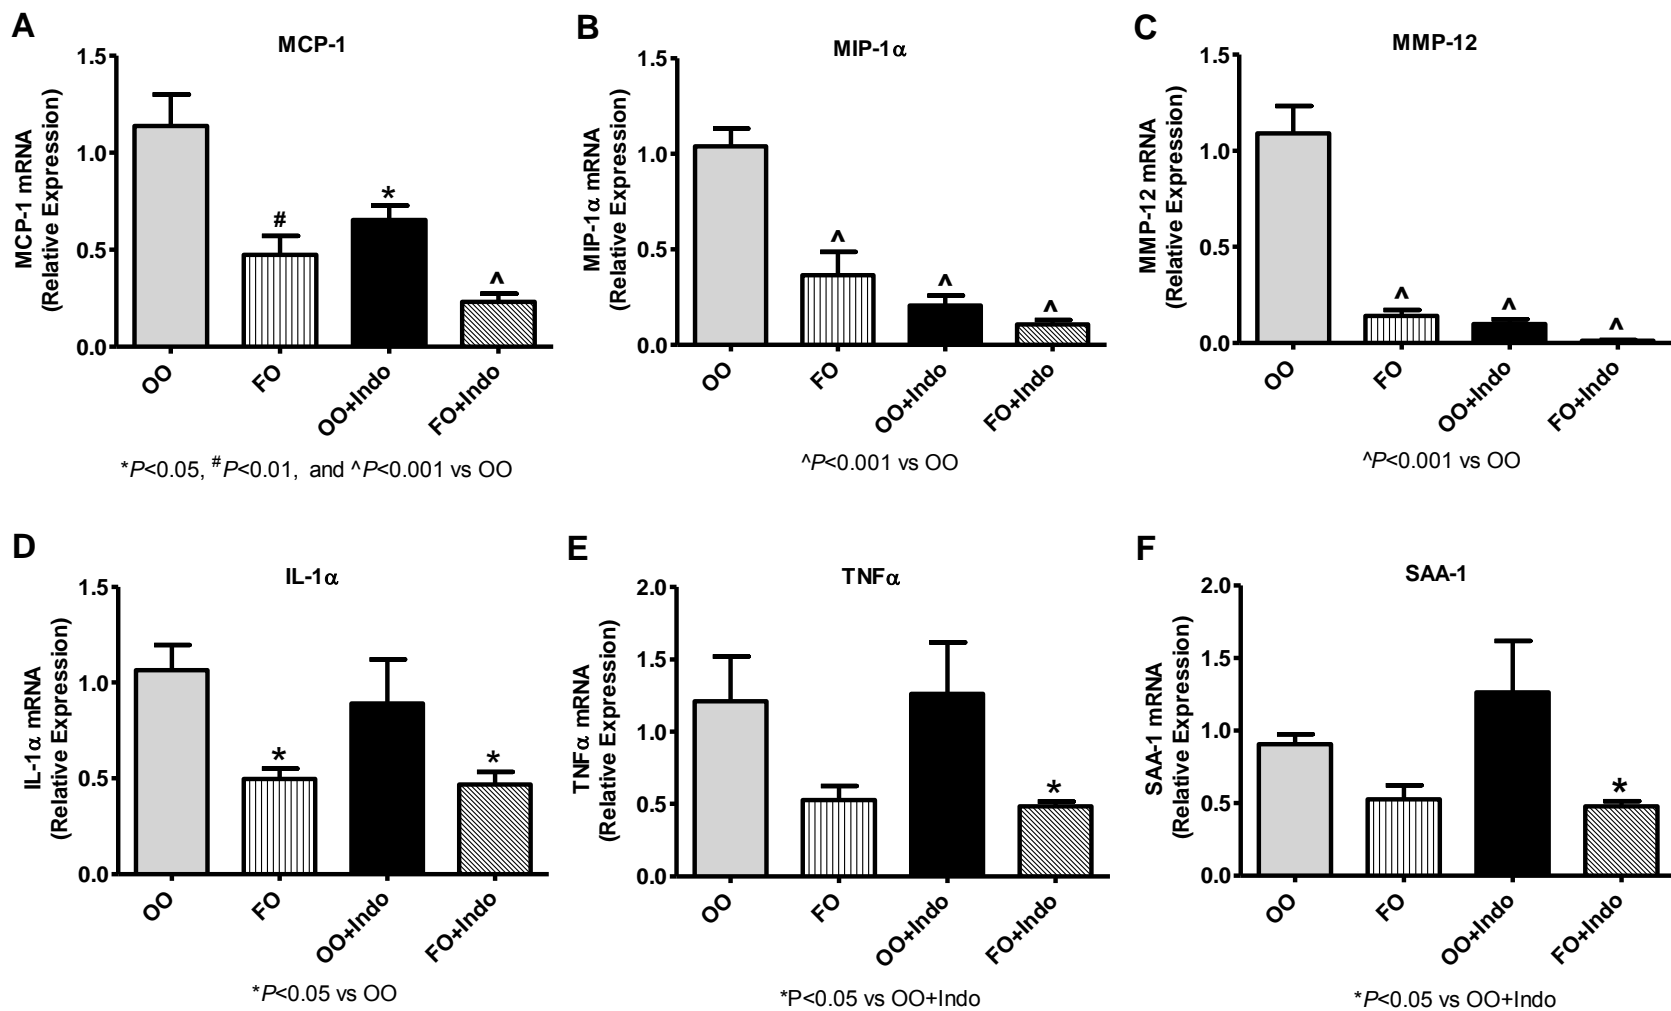 A
MCP-1
MCP-1 mRNA
(Relative Expression)
1.5
1.0
0.5
0.0
#
*
^
OO
FO
OO+Indo
FO+Indo
*P<0.05, #P<0.01, and ^P<0.001 vs OO
B
MIP-1α
MIP-1α mRNA
(Relative Expression)
1.5
1.0
0.5
0.0
^
^
^
OO
FO
OO+Indo
FO+Indo
^P<0.001 vs OO
C
MMP-12
MMP-12 mRNA
(Relative Expression)
1.5
1.0
0.5
0.0
^
^
^
OO
FO
OO+Indo
FO+Indo
^P<0.001 vs OO
D
IL-1α
IL-1α mRNA
(Relative Expression)
1.5
1.0
0.5
0.0
*
*
OO
FO
OO+Indo
FO+Indo
*P<0.05 vs OO
E
TNFα
TNFα mRNA
(Relative Expression)
2.0
1.5
1.0
0.5
0.0
*
OO
FO
OO+Indo
FO+Indo
*P<0.05 vs OO+Indo
F
SAA-1
SAA-1 mRNA
(Relative Expression)
2.0
1.5
1.0
0.5
0.0
*
OO
FO
OO+Indo
FO+Indo
*P<0.05 vs OO+Indo